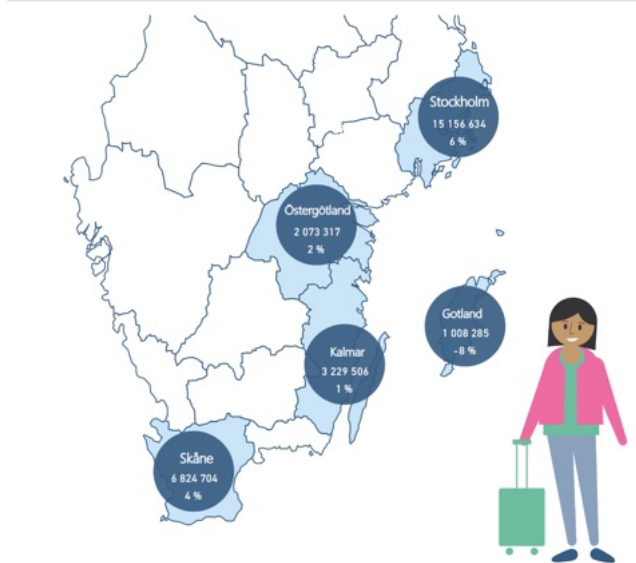 Stockholm
15 156 634
6 %
Östergötland
2 073 317
2 %
Gotland
1 008 285
-8 %
Kalmar
3 229 506
1 %
Skåne
6 824 704
4 %